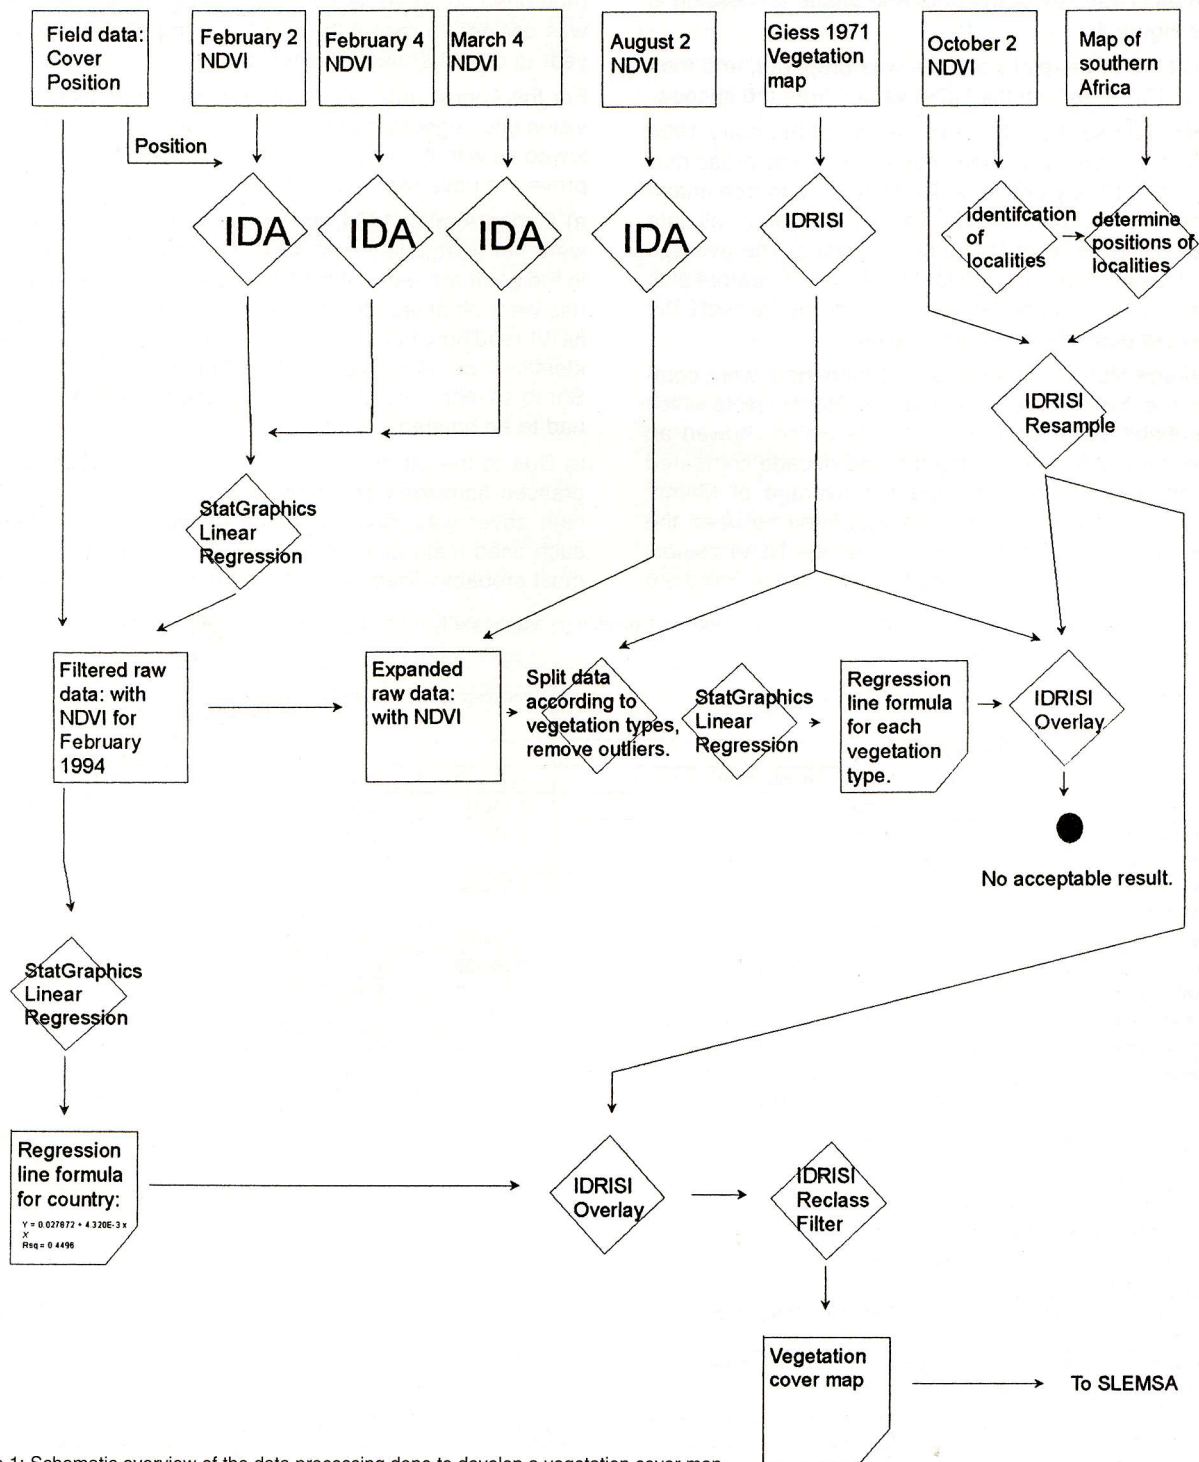 Field data:
Cover
Position
February 2
NDVI
February 4
NDVI
March 4
NDVI
August 2
NDVI
Giess 1971
Vegetation
map
October 2
NDVI
Map of
southern
Africa
Position
IDA
IDA
IDA
IDA
IDRISI
Identifcation
of
localities
determine
positions of
localities
IDRISI
Resample
StatGraphics
Linear
Regression
Filtered raw
data: with
NDVI for
February
1994
Expanded
raw data:
with NDVI
Split data
according to
vegetation types,
remove outliers.
StatGraphics
Linear
Regression
Regression
line formula
for each
vegetation
type.
IDRISI
Overlay
No acceptable result.
StatGraphics
Linear
Regression
Regression
line formula
for country:
Y = 0.027872 + 4.320E-3 x
X
Rsq = 0.4496
IDRISI
Overlay
IDRISI
Reclass
Filter
Vegetation
cover map
To SLEMSA
1: Schematic overview of the data processing done to develop a vegetation cover map